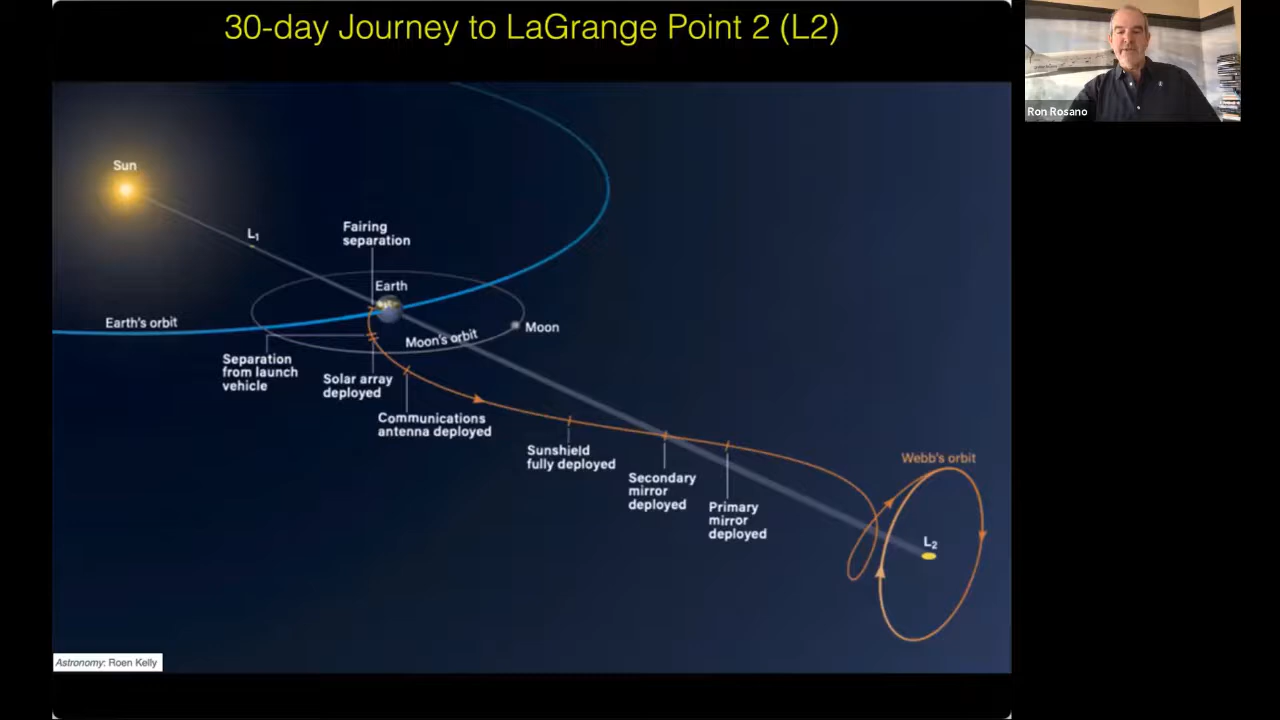 30-day Journey to LaGrange Point 2 (L2)
Ron Rosano
Sun
L₁
Fairing
separation
Earth
Earth's orbit
Moon
Moon's orbit
Separation
from launch
vehicle
Solar array
deployed
Communications
antenna deployed
Sunshield
fully deployed
Secondary
mirror
deployed
Primary
mirror
deployed
Webb's orbit
L₂
Astronomy: Roen Kelly